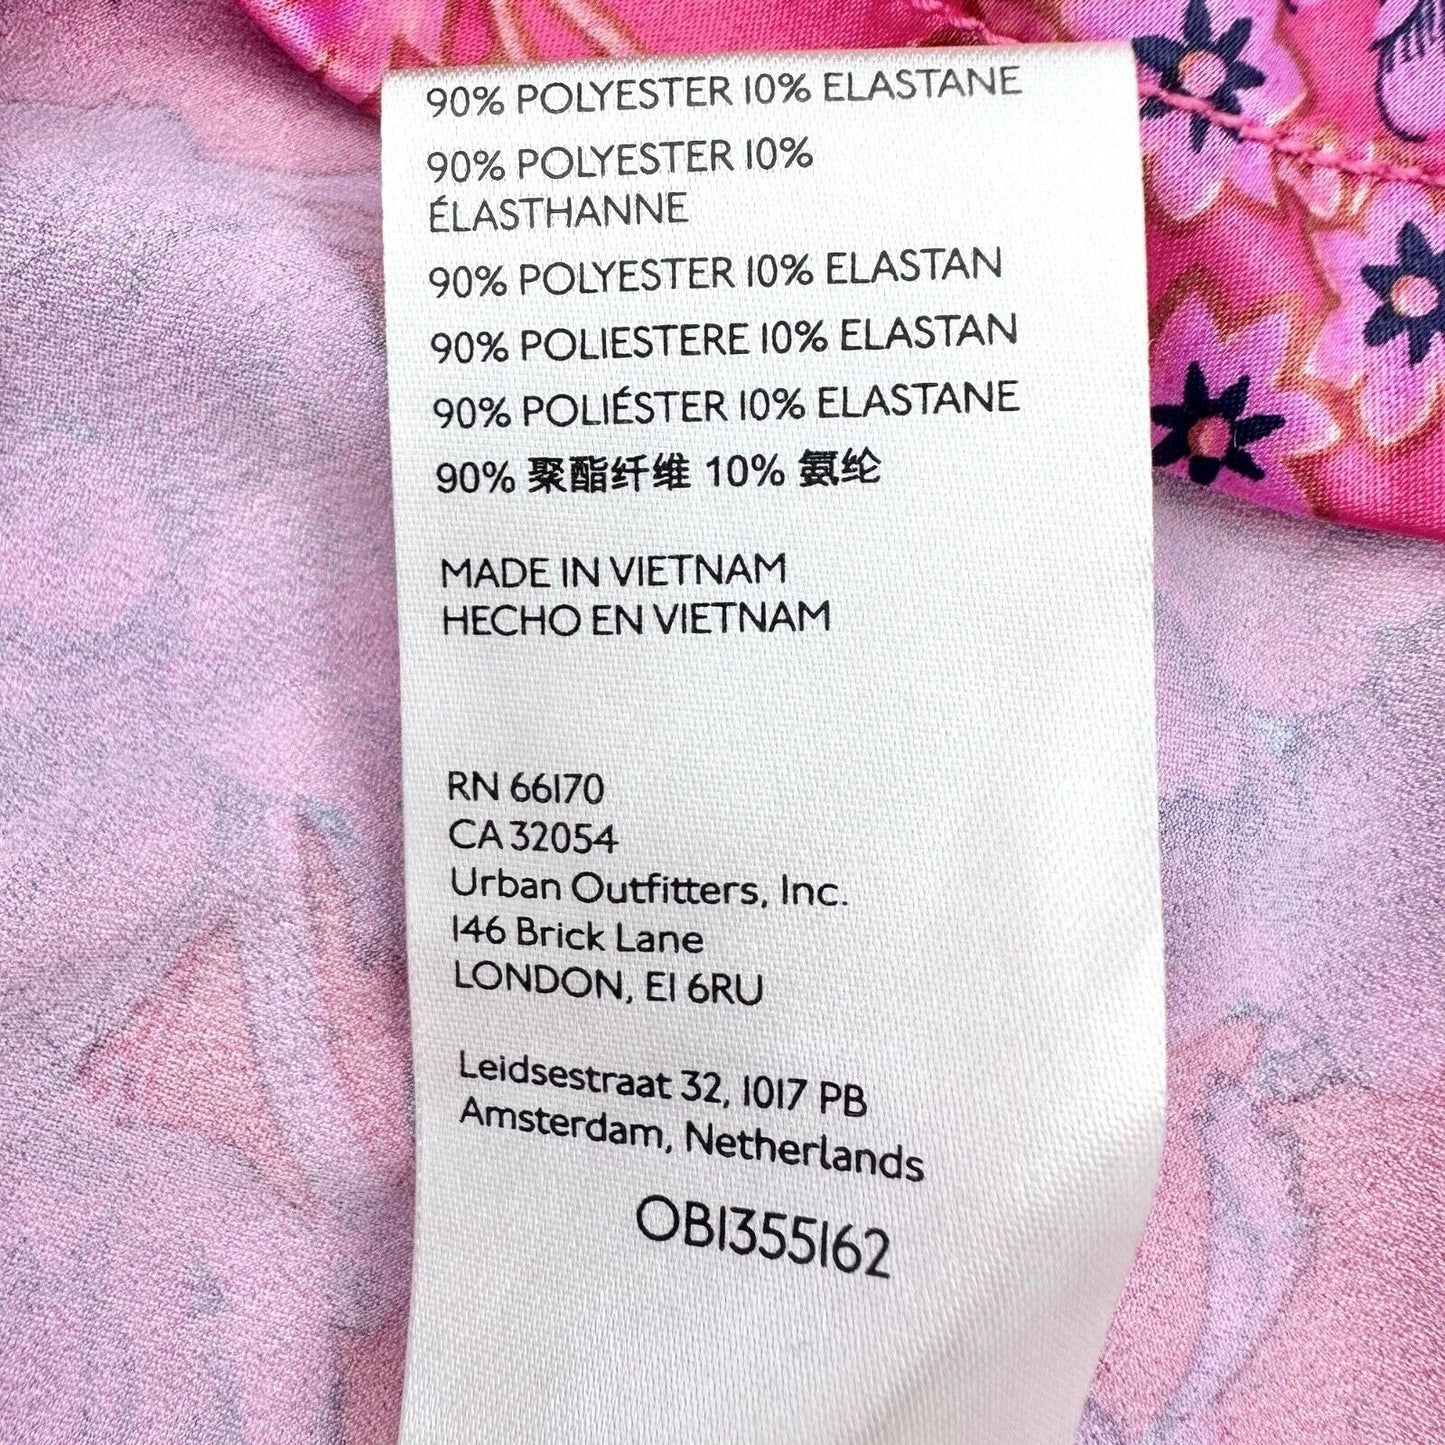 90% POLYESTER 10% ELASTANE
90% POLYESTER 10%
ÉLASTHANNE
90% POLYESTER 10% ELASTAN
90% POLIESTERE 10% ELASTAN
90% POLIÉSTER 10% ELASTANE
90% 聚酯纤维 10% 氨纶
MADE IN VIETNAM
HECHO EN VIETNAM
RN 66170
CA 32054
Urban Outfitters, Inc.
146 Brick Lane
LONDON, E1 6RU
Leidsestraat 32, 1017 PB
Amsterdam, Netherlands
OB1355162